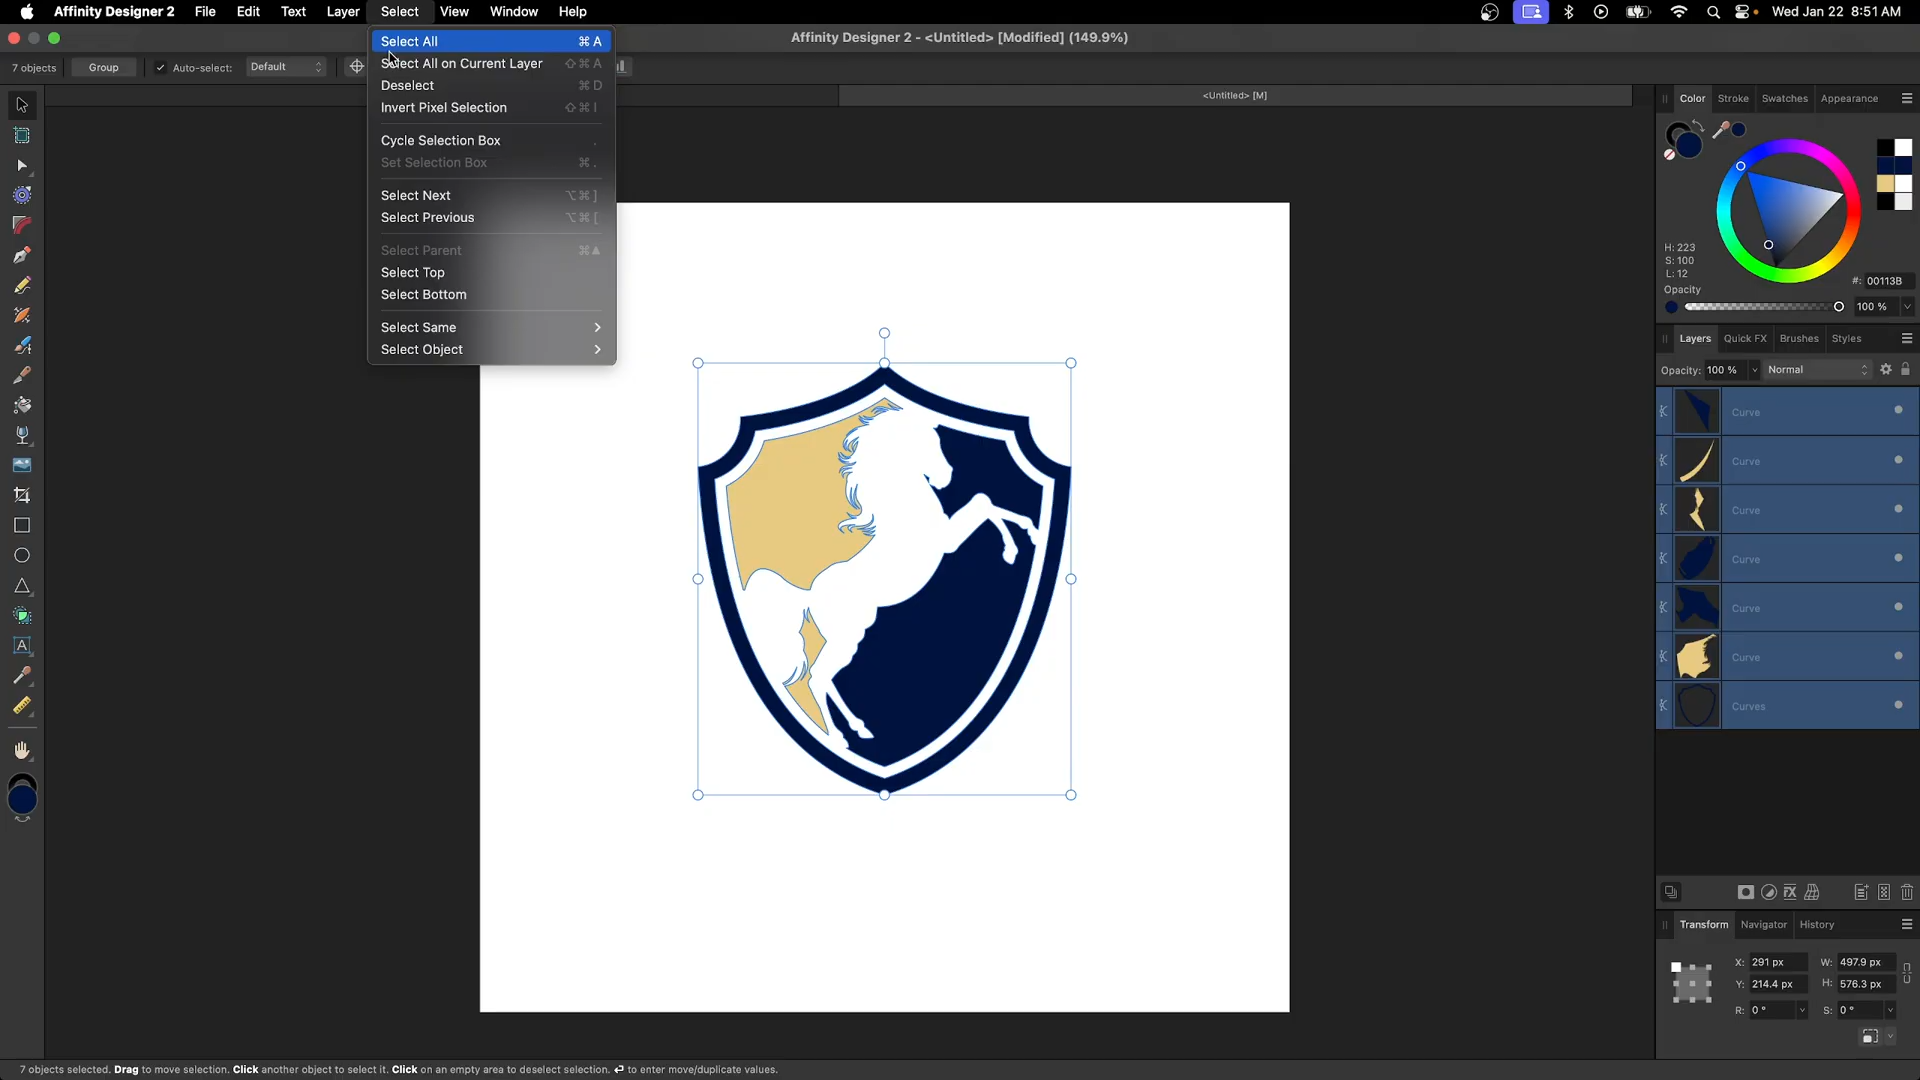 Affinity Designer 2 File Edit Text Layer Select View Window Help Wed Jan 22 8:51 AM
Affinity Designer 2 - <Untitled> [Modified] (149.9%)
7 objects Group Auto-select: Default
Select All ⌘ A
Select All on Current Layer ⇧ ⌘ A
Deselect ⌘ D
Invert Pixel Selection ⇧ ⌘ I
Cycle Selection Box .
Set Selection Box ⌘ .
Select Next ⌥ ⌘ ]
Select Previous ⌥ ⌘ [
Select Parent ⌘ ▲
Select Top
Select Bottom
Select Same
Select Object
<Untitled> [M]
Color Stroke Swatches Appearance
H: 223
S: 100
L: 12
#: 00113B
Opacity
100 %
Layers Quick FX Brushes Styles
Opacity: 100 % Normal
Curve
Curve
Curve
Curve
Curve
Curve
Curves
Transform Navigator History
X: 291 px W: 497.9 px
Y: 214.4 px H: 576.3 px
R: 0 ° S: 0 °
7 objects selected. Drag to move selection. Click another object to select it. Click on an empty area to deselect selection. ↵ to enter move/duplicate values.